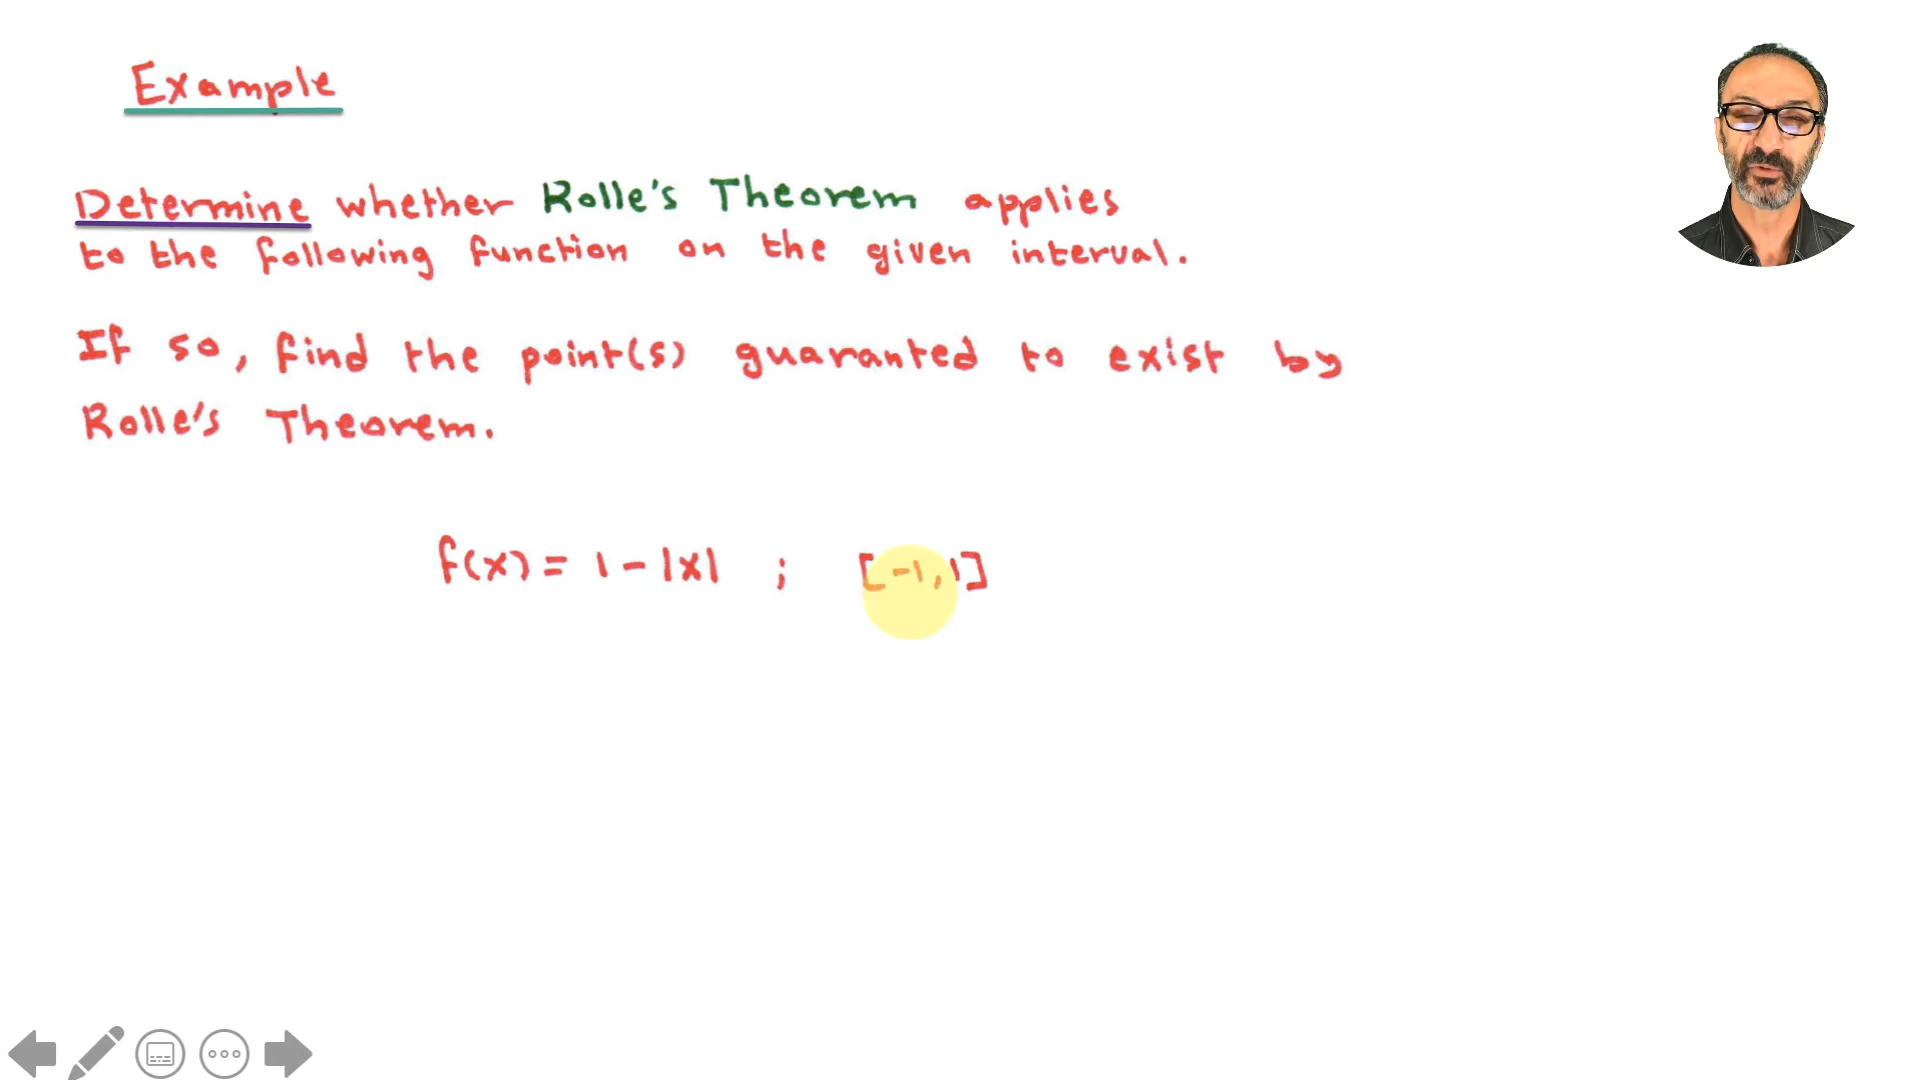 Example
Determine whether Rolle's Theorem applies
to the following function on the given interval.
If so, find the point(s) guaranted to exist by
Rolle's Theorem.
f(x) = 1 - |x| ; [-1, 1]